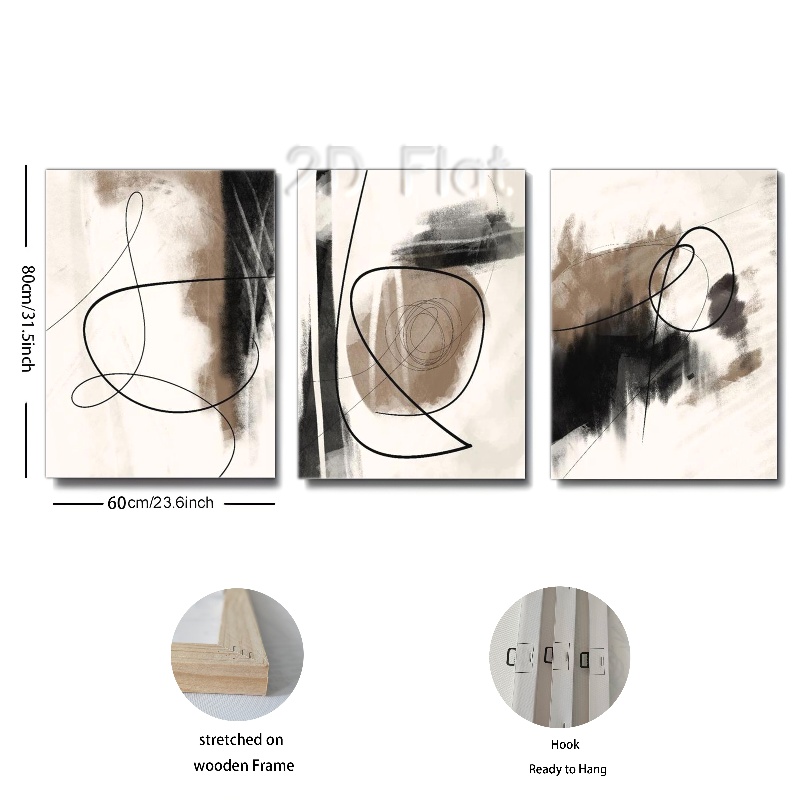 2D Flat.
80cm/31.5inch
60cm/23.6inch
stretched on
wooden Frame
Hook
Ready to Hang